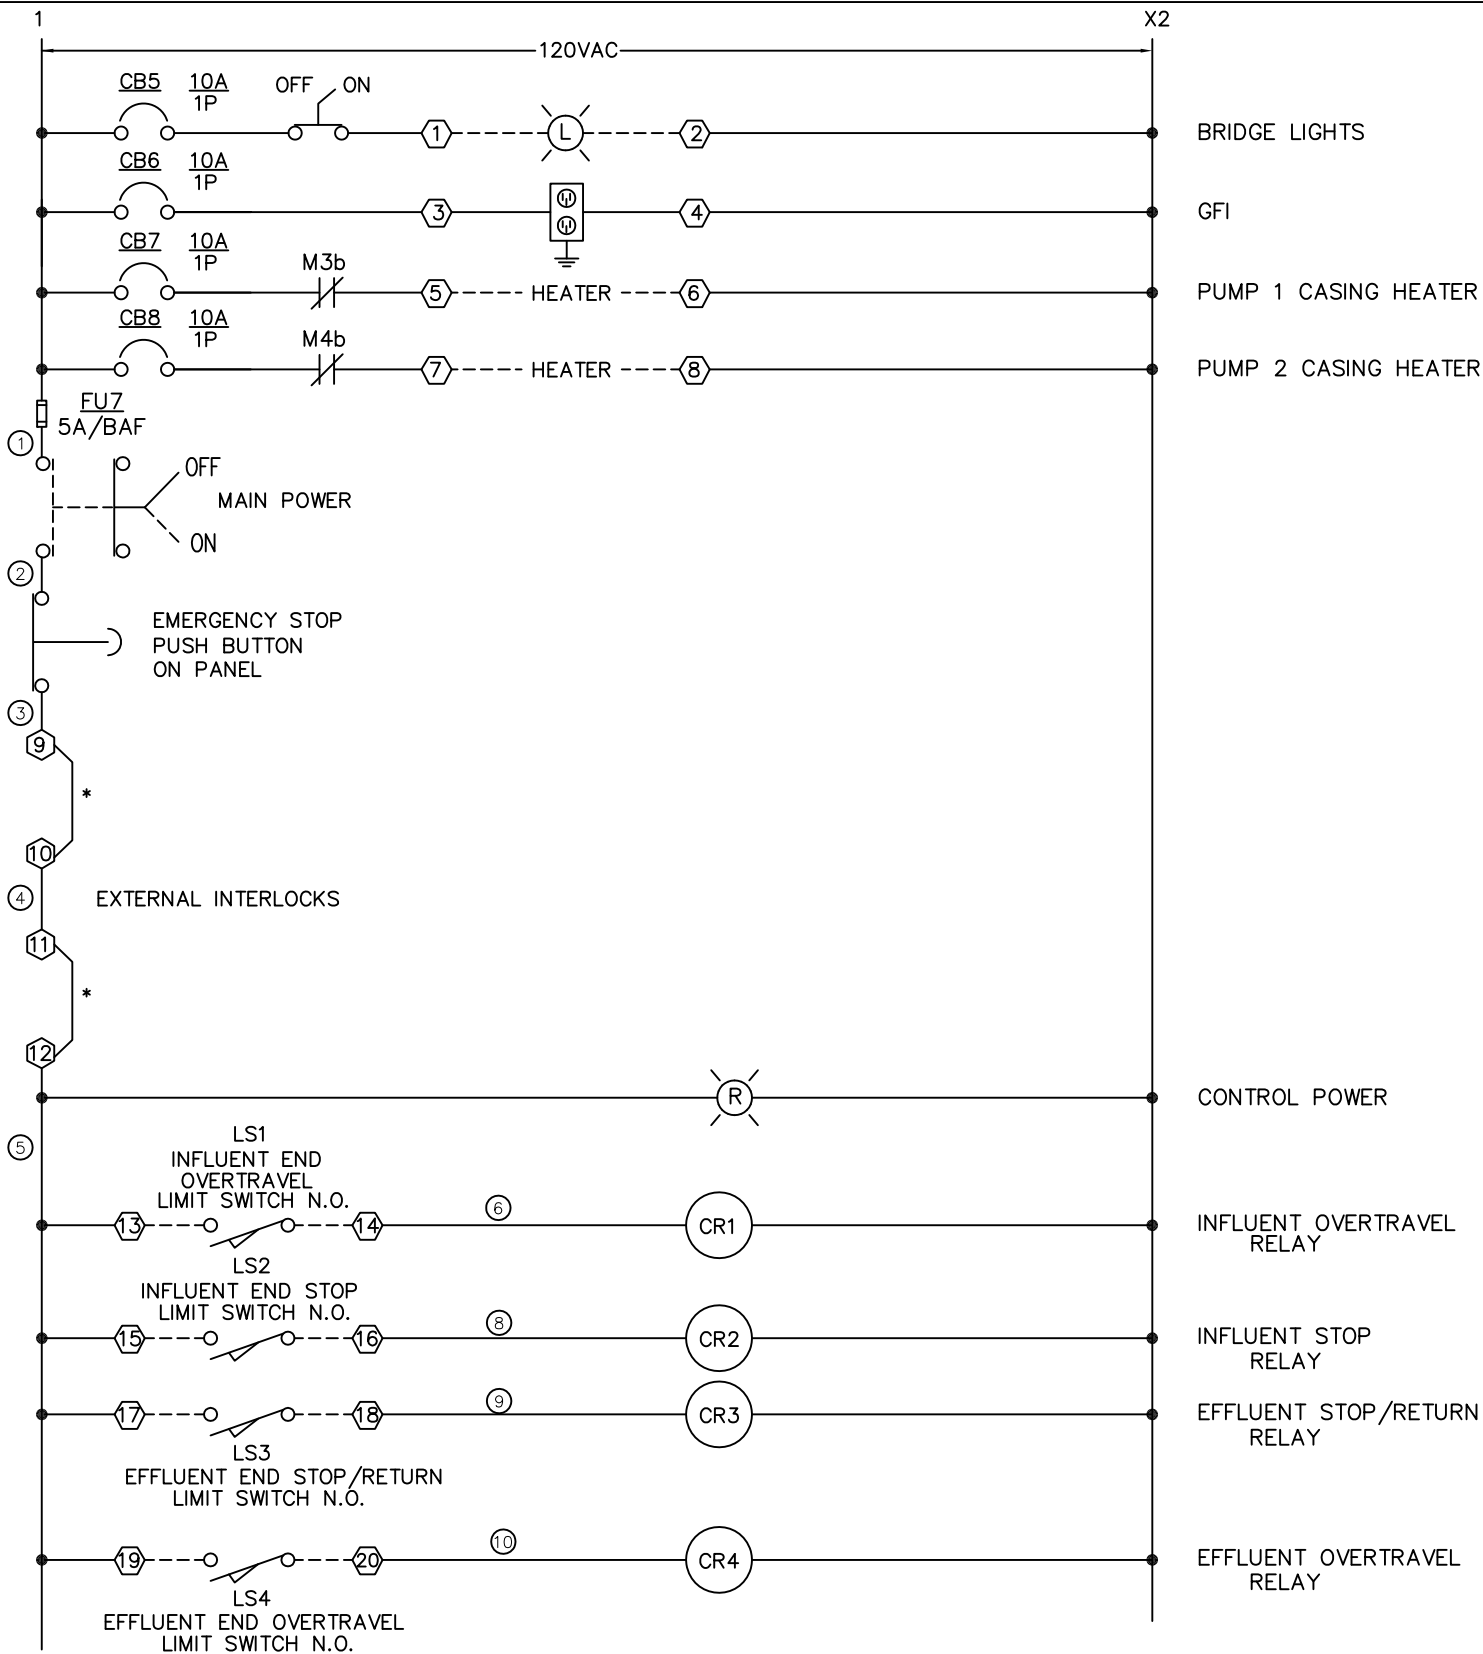 1
X2
120VAC
CB5 10A
1P
OFF ON
1
L
2
BRIDGE LIGHTS
CB6 10A
1P
3
4
GFI
CB7 10A
1P
M3b
5
HEATER
6
PUMP 1 CASING HEATER
CB8 10A
1P
M4b
7
HEATER
8
PUMP 2 CASING HEATER
FU7
5A/BAF
1
OFF
MAIN POWER
ON
2
EMERGENCY STOP
PUSH BUTTON
ON PANEL
3
9
*
10
4
EXTERNAL INTERLOCKS
11
*
12
R
CONTROL POWER
5
LS1
INFLUENT END
OVERTRAVEL
LIMIT SWITCH N.O.
13
14
6
CR1
INFLUENT OVERTRAVEL
RELAY
LS2
INFLUENT END STOP
LIMIT SWITCH N.O.
15
16
8
CR2
INFLUENT STOP
RELAY
17
18
9
CR3
EFFLUENT STOP/RETURN
RELAY
LS3
EFFLUENT END STOP/RETURN
LIMIT SWITCH N.O.
19
20
10
CR4
EFFLUENT OVERTRAVEL
RELAY
LS4
EFFLUENT END OVERTRAVEL
LIMIT SWITCH N.O.